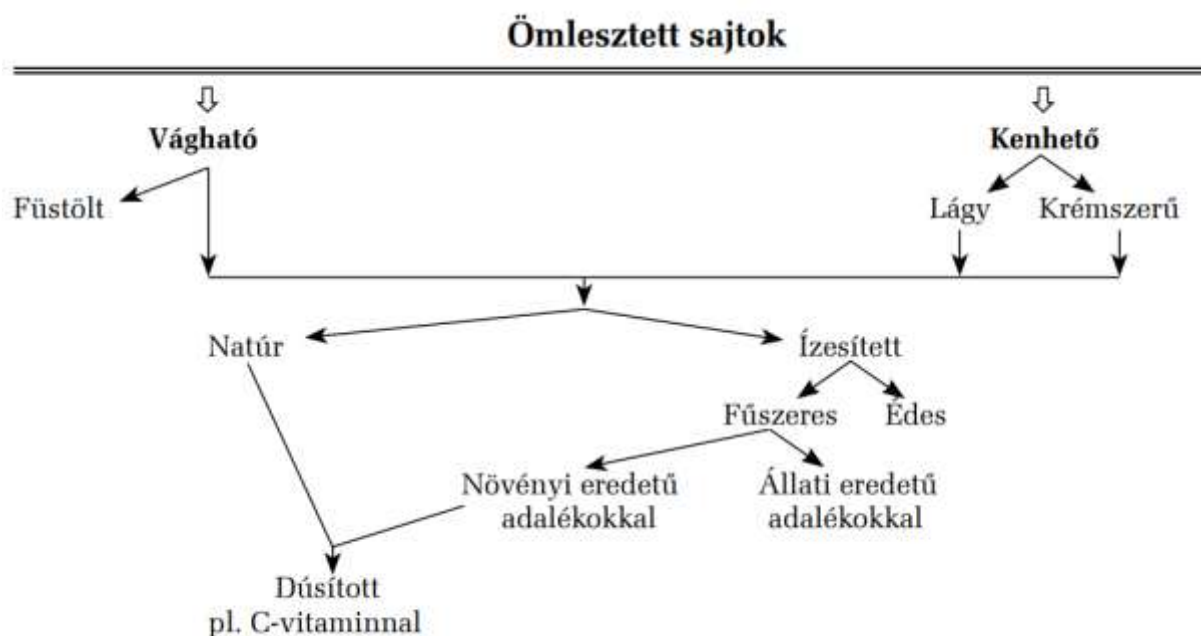 Ömlesztett sajtok
Vágható
Kenhető
Füstölt
Lágy
Krémszerű
Natúr
Ízesített
Fűszeres
Édes
Növényi eredetű
adalékokkal
Állati eredetű
adalékokkal
Dúsított
pl. C-vitaminnal